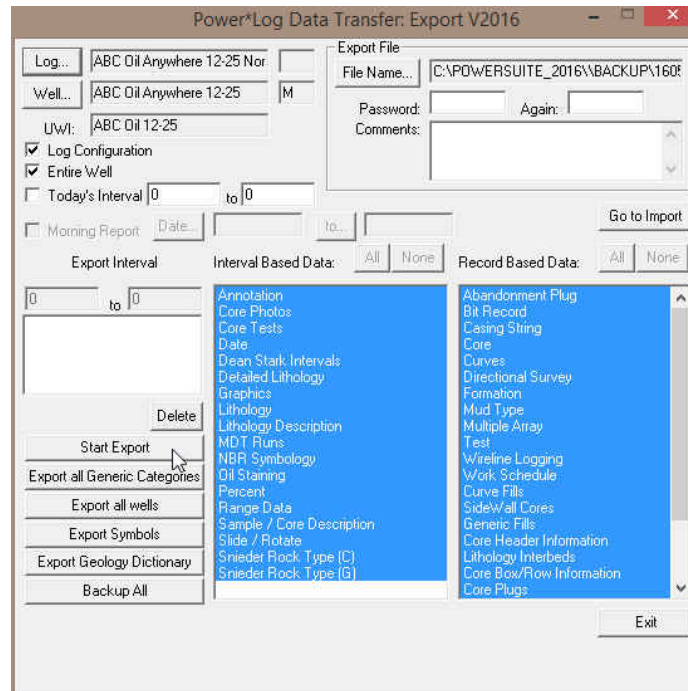 Power*Log Data Transfer: Export V2016
Log...
ABC Oil Anywhere 12-25 Nor
Well...
ABC Oil Anywhere 12-25
M
UWI:
ABC Oil 12-25
Log Configuration
Entire Well
Today's Interval
0
to
0
Export File
File Name...
C:\POWERSUITE_2016\\BACKUP\1605
Password:
Again:
Comments:
Morning Report
Date...
to...
Go to Import
Export Interval
0
to
0
Delete
Interval Based Data:
All
None
Annotation
Core Photos
Core Tests
Date
Dean Stark Intervals
Detailed Lithology
Graphics
Lithology
Lithology Description
MDT Runs
NBR Symbology
Oil Staining
Percent
Range Data
Sample / Core Description
Slide / Rotate
Snieder Rock Type (C)
Snieder Rock Type (G)
Record Based Data:
All
None
Abandonment Plug
Bit Record
Casing String
Core
Curves
Directional Survey
Formation
Mud Type
Multiple Array
Test
Wireline Logging
Work Schedule
Curve Fills
SideWall Cores
Generic Fills
Core Header Information
Lithology Interbeds
Core Box/Row Information
Core Plugs
Start Export
Export all Generic Categories
Export all wells
Export Symbols
Export Geology Dictionary
Backup All
Exit